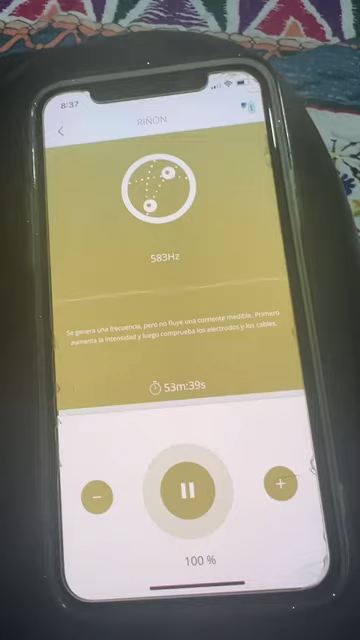 8:37
RIÑON
583Hz
Se genera una frecuencia, pero no fluye una corriente medible. Primero
aumenta la intensidad y luego comprueba los electrodos y los cables.
53m:39s
100 %